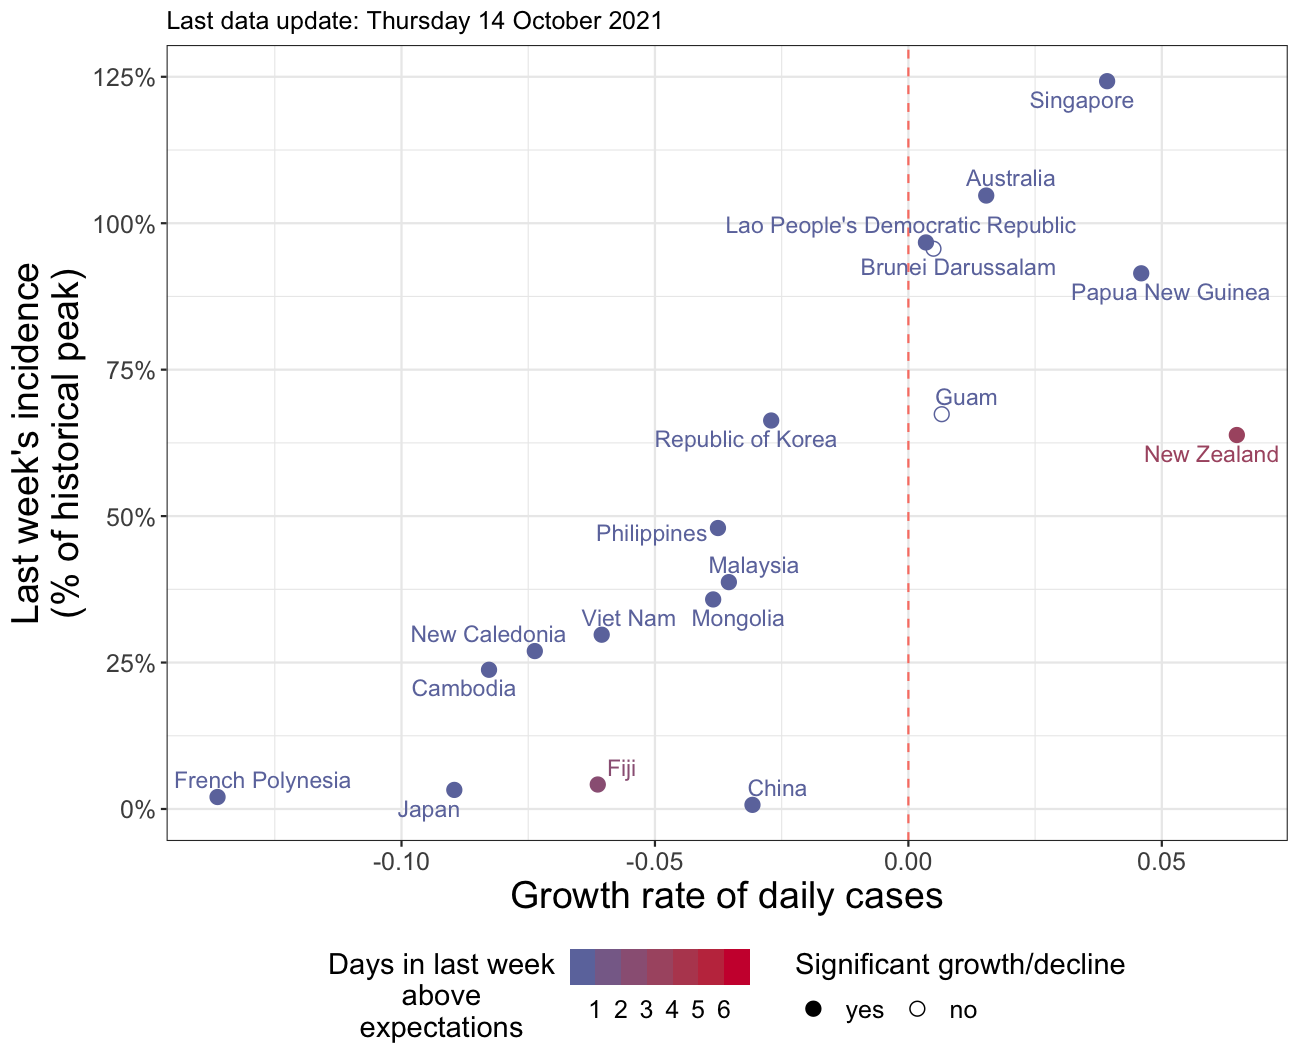 Last data update: Thursday 14 October 2021
125%
100%
75%
50%
25%
0%
Last week's incidence
(% of historical peak)
Singapore
Australia
Lao People's Democratic Republic
Brunei Darussalam
Papua New Guinea
Guam
Republic of Korea
New Zealand
Philippines
Malaysia
Viet Nam
Mongolia
New Caledonia
Cambodia
Fiji
French Polynesia
China
Japan
-0.10
-0.05
0.00
0.05
Growth rate of daily cases
Days in last week
above
expectations
1 2 3 4 5 6
Significant growth/decline
yes
no